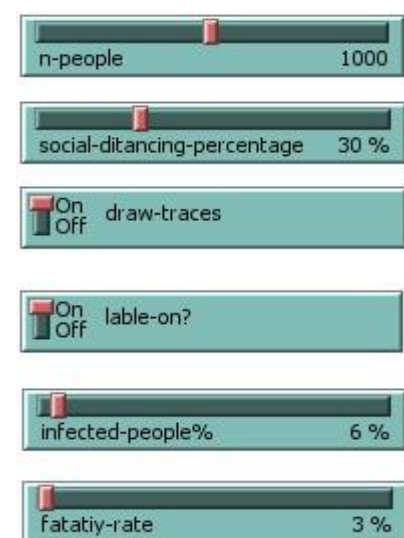 n-people 1000
social-ditancing-percentage 30 %
On
Off
draw-traces
On
Off
lable-on?
infected-people% 6 %
fatatiy-rate 3 %